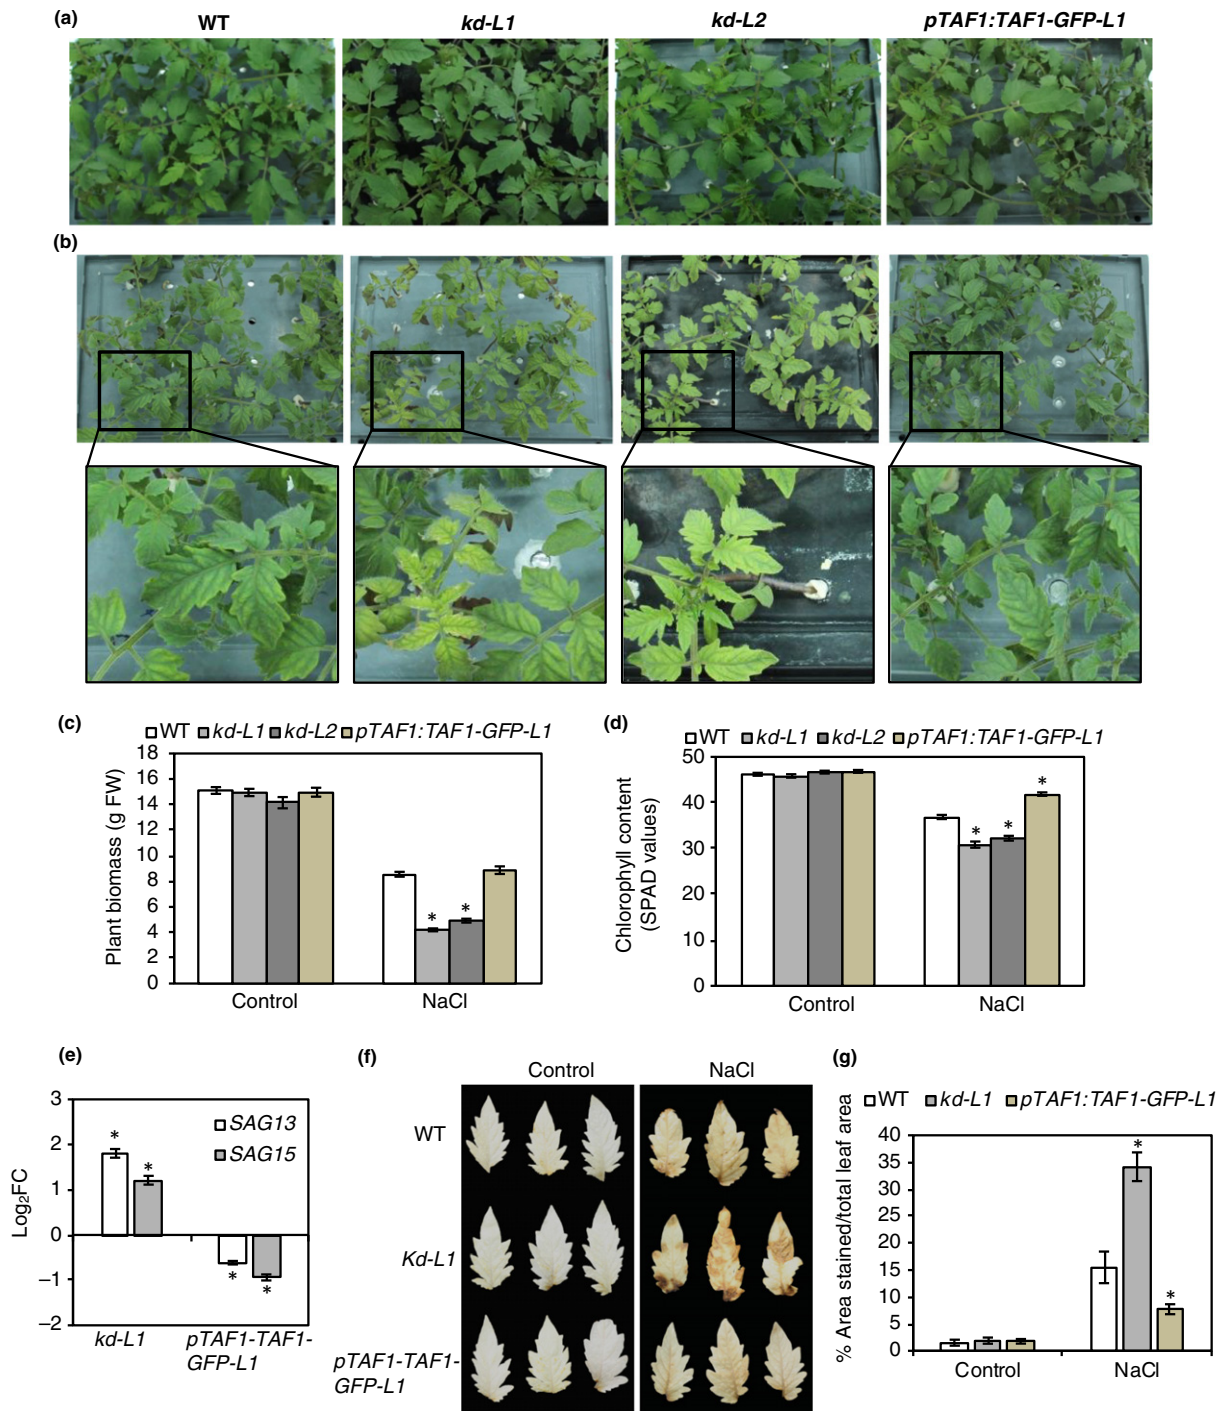 (a)
WT
kd-L1
kd-L2
pTAF1:TAF1-GFP-L1
(b)
(c)
WT kd-L1 kd-L2 pTAF1:TAF1-GFP-L1
Plant biomass (g FW)
18
16
14
12
10
8
6
4
2
0
Control
NaCl
* *
(d)
WT kd-L1 kd-L2 pTAF1:TAF1-GFP-L1
Chlorophyll content
(SPAD values)
50
40
30
20
10
0
Control
NaCl
* * *
(e)
Log2FC
3
2
1
0
–1
–2
SAG13
SAG15
* *
* *
kd-L1
pTAF1-TAF1-
GFP-L1
(f)
Control
NaCl
WT
Kd-L1
pTAF1-TAF1-
GFP-L1
(g)
WT kd-L1 pTAF1:TAF1-GFP-L1
% Area stained/total leaf area
40
35
30
25
20
15
10
5
0
* *
Control
NaCl